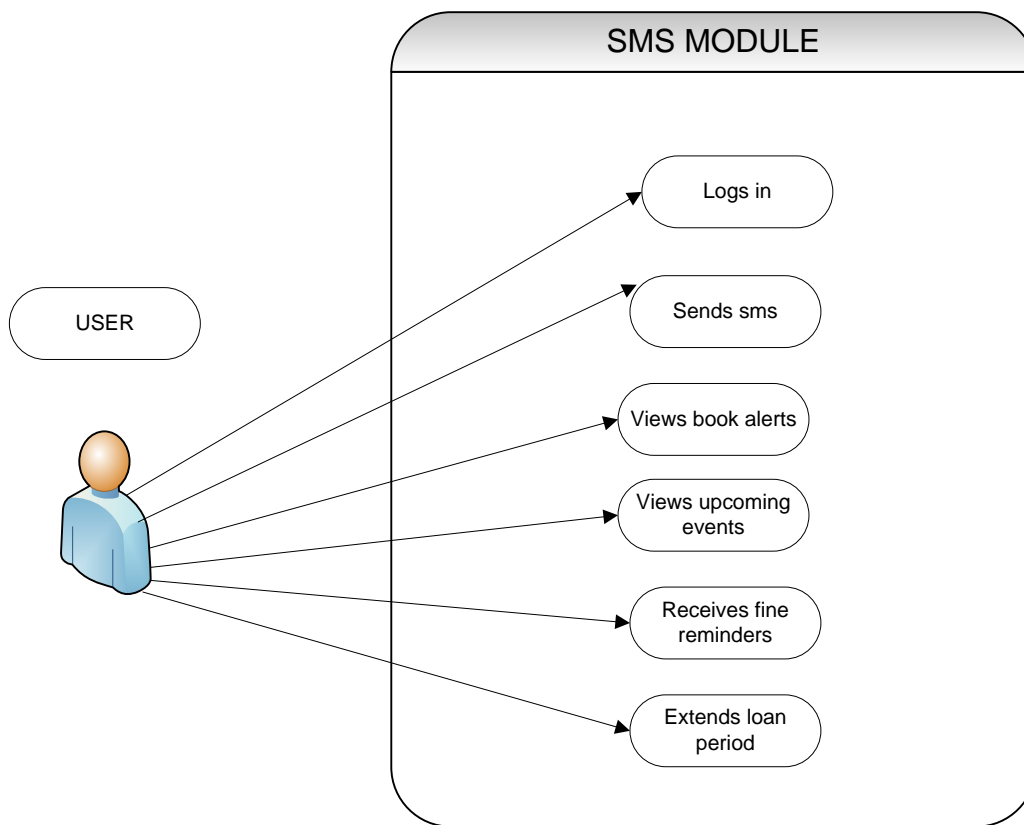 SMS MODULE
Logs in
USER
Sends sms
Views book alerts
Views upcoming
events
Receives fine
reminders
Extends loan
period